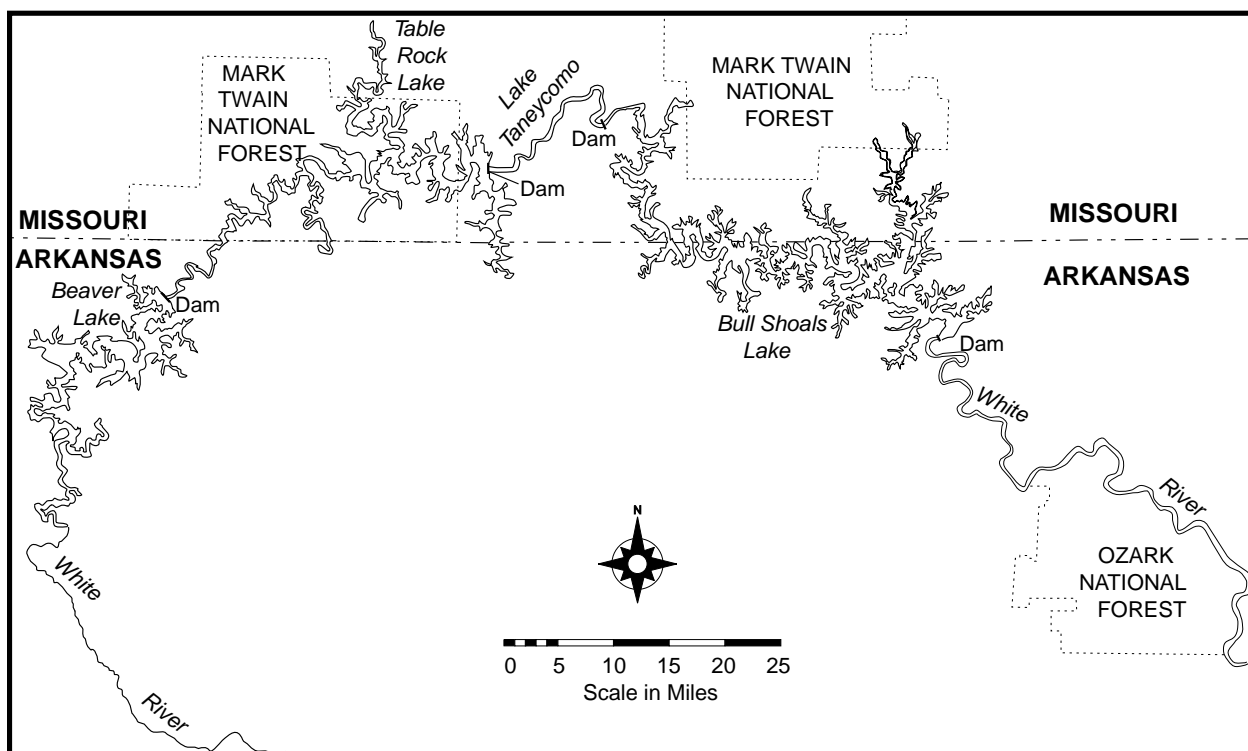 Table
Rock
Lake
MARK
TWAIN
NATIONAL
FOREST
Lake
Taneycomo
Dam
Dam
MARK TWAIN
NATIONAL
FOREST
MISSOURI
ARKANSAS
MISSOURI
ARKANSAS
Beaver
Lake
Dam
Bull Shoals
Lake
Dam
White
River
White
River
OZARK
NATIONAL
FOREST
N
0 5 10 15 20 25
Scale in Miles